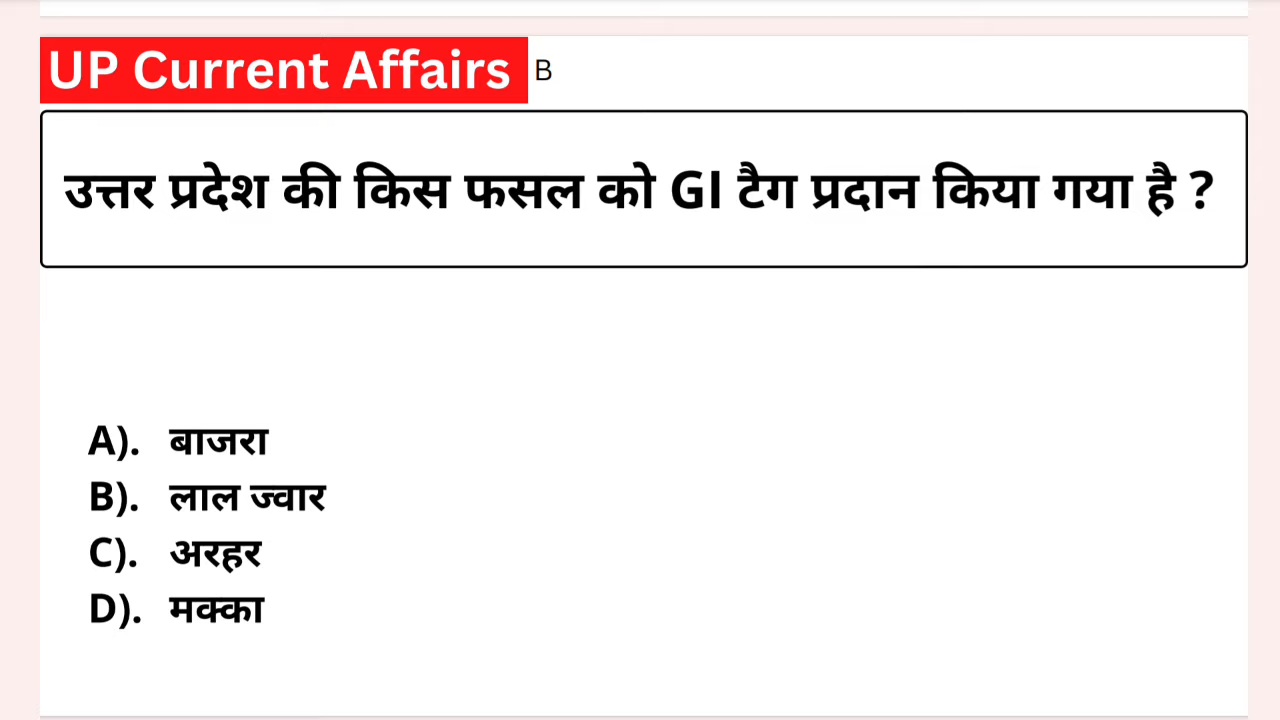 UP Current Affairs B
उत्तर प्रदेश की किस फसल को GI टैग प्रदान किया गया है ?
A). बाजरा
B). लाल ज्वार
C). अरहर
D). मक्का